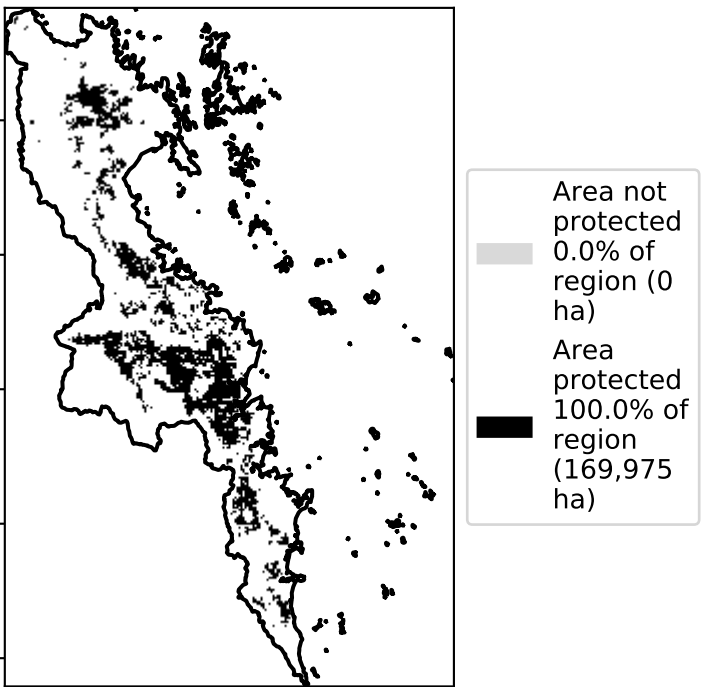 Area not
protected
0.0% of
region (0
ha)
Area
protected
100.0% of
region
(169,975
ha)